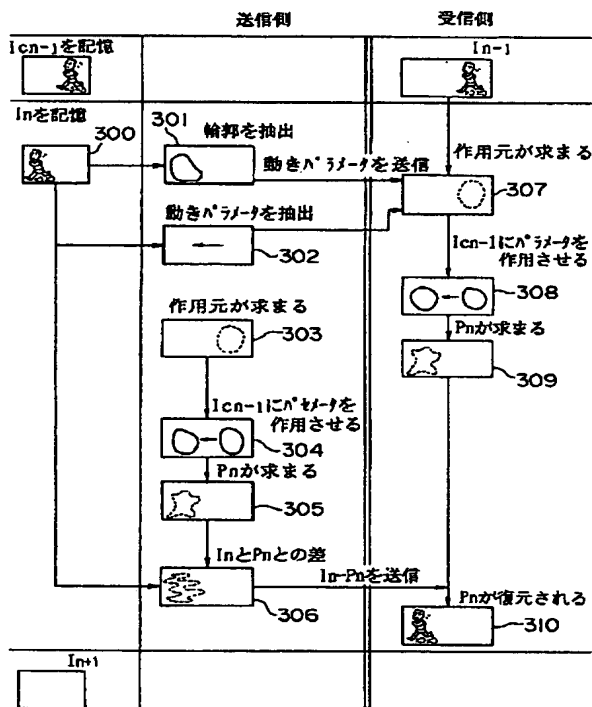 送信側
受信側
Icn-1を記憶
In-1
Inを記憶
300
301
輪郭を抽出
動きパラメータを送信
作用元が求まる
307
動きパラメータを抽出
302
Icn-1にパラメータを
作用させる
308
作用元が求まる
303
Pnが求まる
309
Icn-1にパセメータを
作用させる
304
Pnが求まる
305
InとPnとの差
In-Pnを送信
306
Pnが復元される
310
In+1